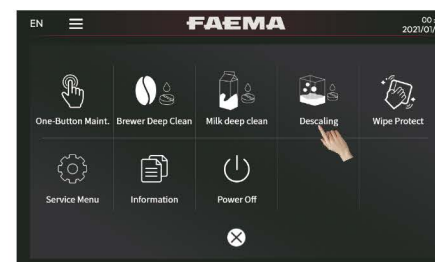 EN
FAEMA
00:
2021/01/
One-Button Maint.
Brewer Deep Clean
Milk deep clean
Descaling
Wipe Protect
Service Menu
Information
Power Off